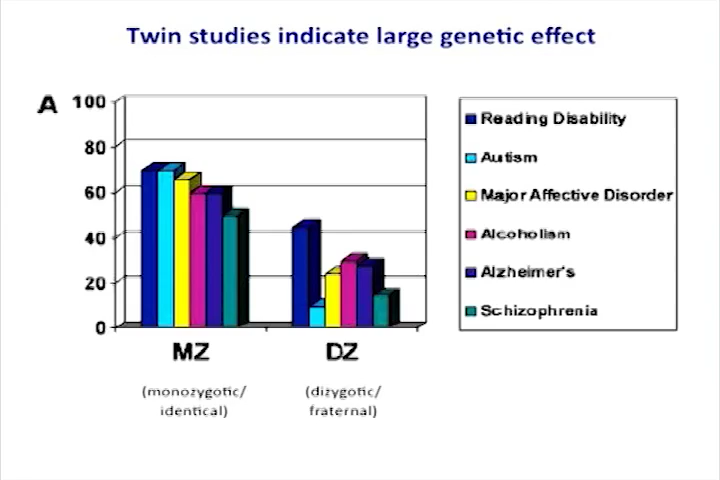 Twin studies indicate large genetic effect
A
100
80
60
40
20
0
MZ
DZ
(monozygotic/
identical)
(dizygotic/
fraternal)
Reading Disability
Autism
Major Affective Disorder
Alcoholism
Alzheimer's
Schizophrenia